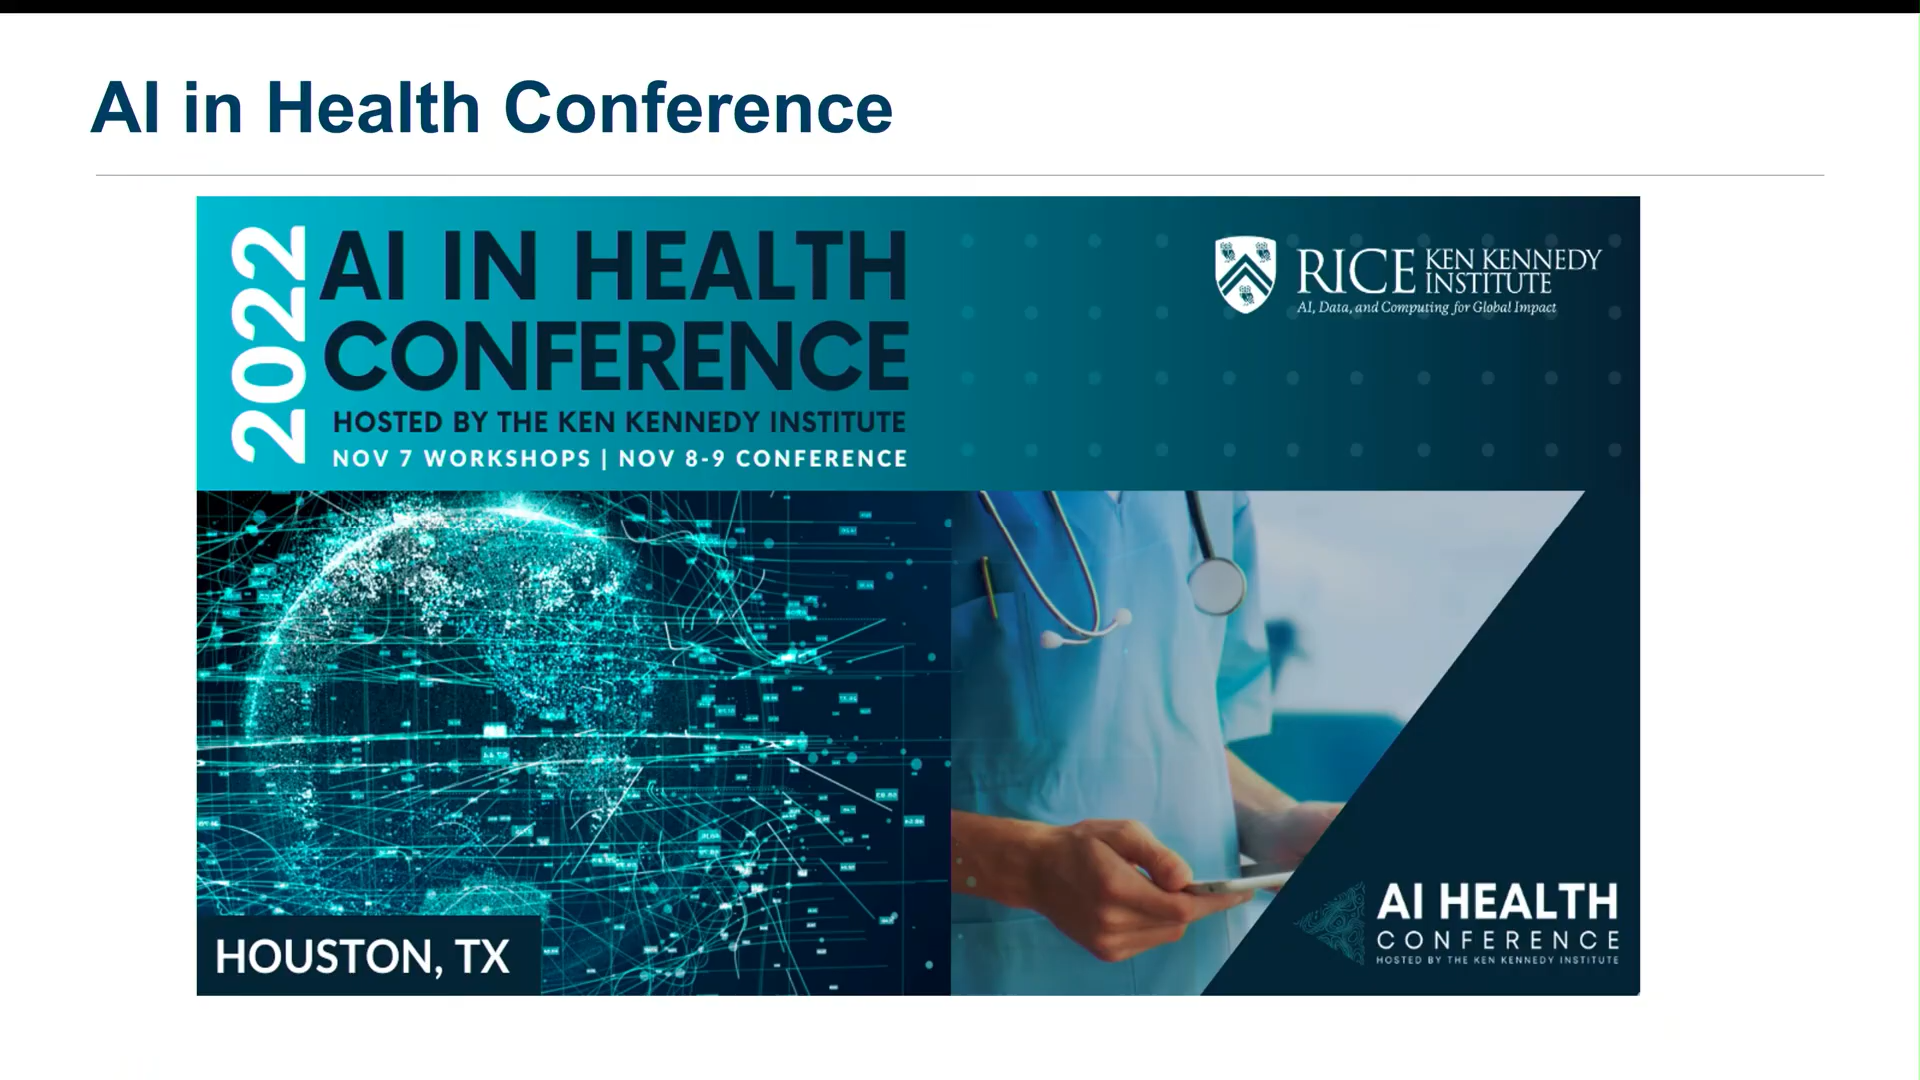 AI in Health Conference
2022
AI IN HEALTH
CONFERENCE
HOSTED BY THE KEN KENNEDY INSTITUTE
NOV 7 WORKSHOPS | NOV 8-9 CONFERENCE
RICE KEN KENNEDY
INSTITUTE
AI, Data, and Computing for Global Impact
HOUSTON, TX
AI HEALTH
CONFERENCE
HOSTED BY THE KEN KENNEDY INSTITUTE